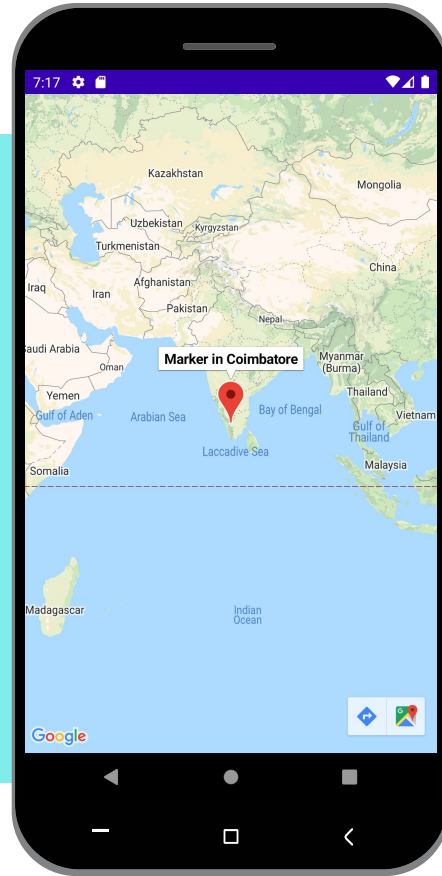 7:17
Kazakhstan
Mongolia
Uzbekistan
Kyrgyzstan
Turkmenistan
China
Afghanistan
Iraq
Iran
Pakistan
Nepal
Saudi Arabia
Oman
Marker in Coimbatore
Myanmar
(Burma)
Yemen
Thailand
Gulf of Aden
Arabian Sea
Bay of Bengal
Vietnam
Gulf of
Thailand
Laccadive Sea
Malaysia
Somalia
Madagascar
Indian
Ocean
G
Google